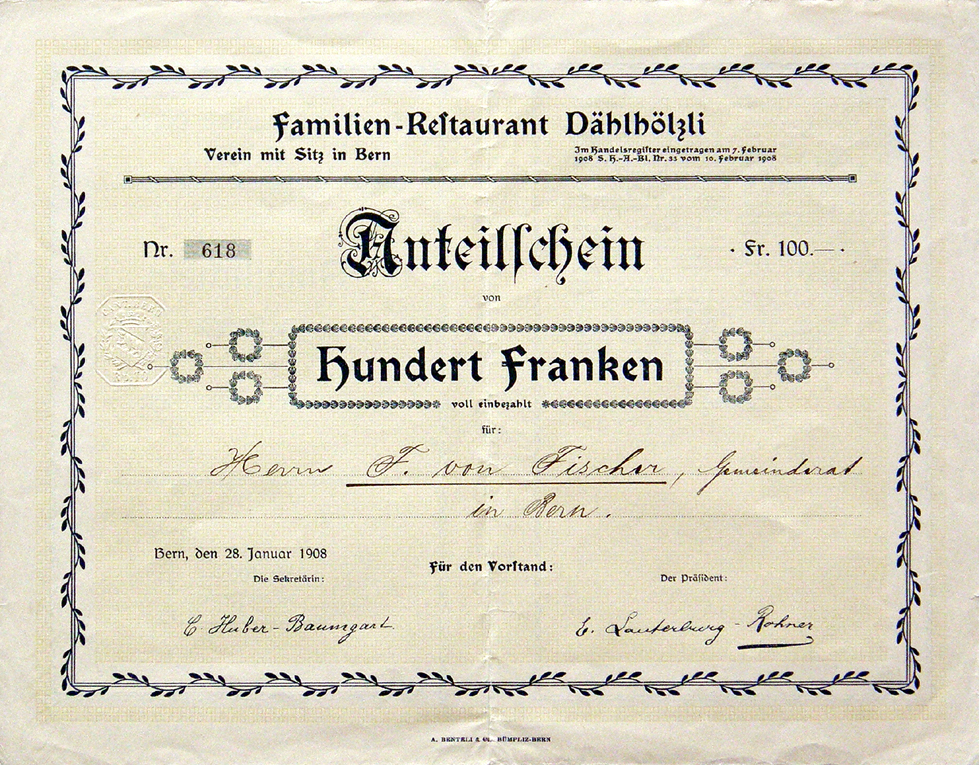 Familien-Reſtaurant Dählhölzli
Verein mit Sitz in Bern
Im Handelsregiſter eingetragen am 7. Februar
1908 S. H.-A.-Bl. Nr. 33 vom 10. Februar 1908
Nr. 618
Anteilſchein
· Fr. 100.— ·
von
Hundert Franken
voll einbezahlt
für:
Herrn F. von Fischer, Gemeinderat
in Bern.
Bern, den 28. Januar 1908
Für den Vorſtand:
Die Sekretärin:
Der Präſident:
C. Huber-Baumgart
E. Lauterburg-Rohner
A. BENTELI & Co., BÜMPLIZ-BERN